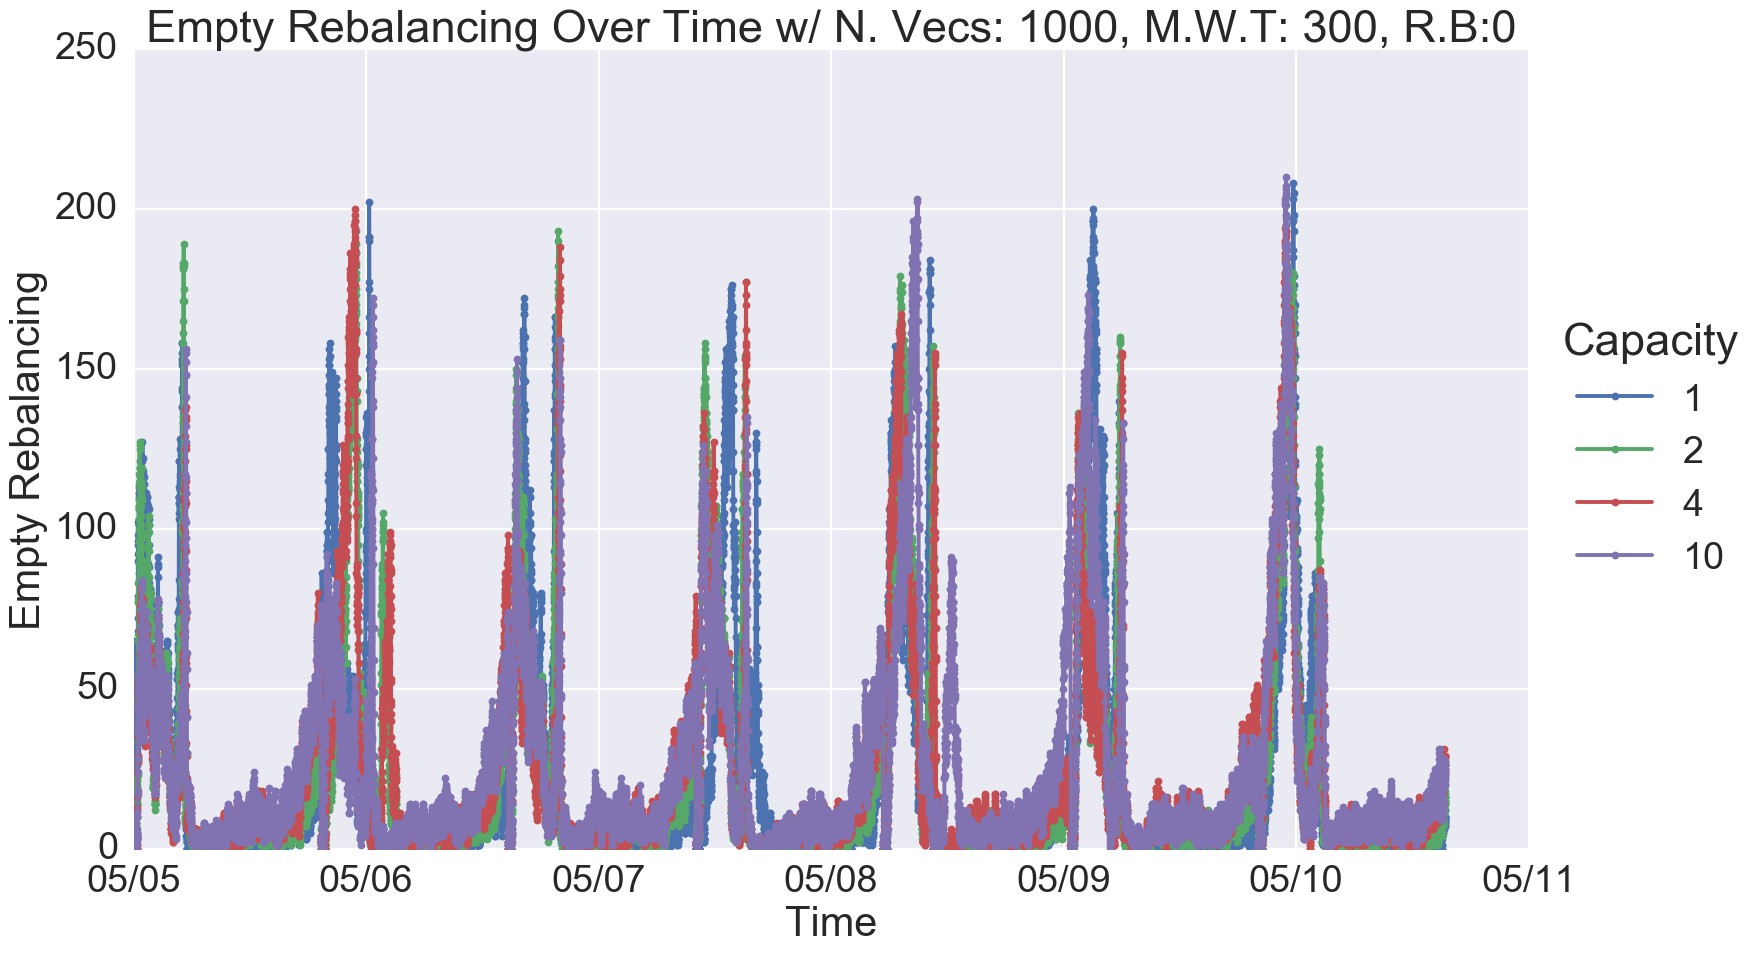 Empty Rebalancing Over Time w/ N. Vecs: 1000, M.W.T: 300, R.B:0
250
200
150
100
50
0
Empty Rebalancing
05/05 05/06 05/07 05/08 05/09 05/10 05/11
Time
Capacity
1
2
4
10